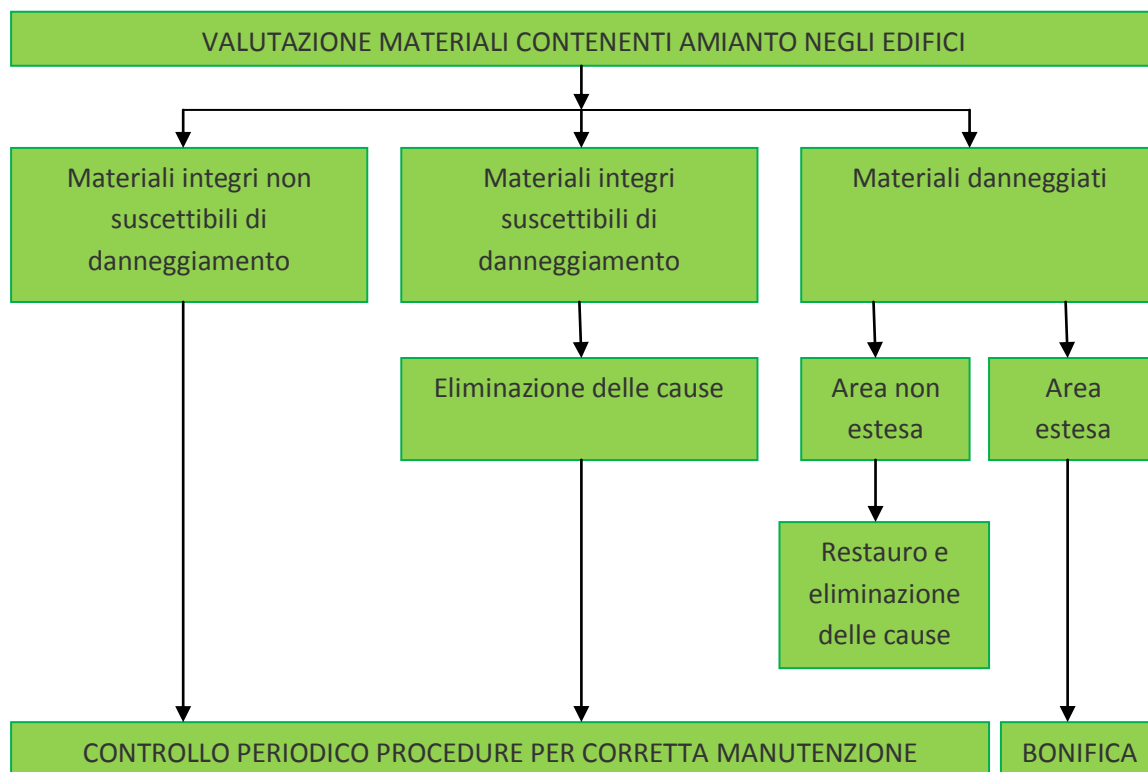 VALUTAZIONE MATERIALI CONTENENTI AMIANTO NEGLI EDIFICI
Materiali integri non
suscettibili di
danneggiamento
Materiali integri
suscettibili di
danneggiamento
Materiali danneggiati
Eliminazione delle cause
Area non
estesa
Area
estesa
Restauro e
eliminazione
delle cause
CONTROLLO PERIODICO PROCEDURE PER CORRETTA MANUTENZIONE
BONIFICA